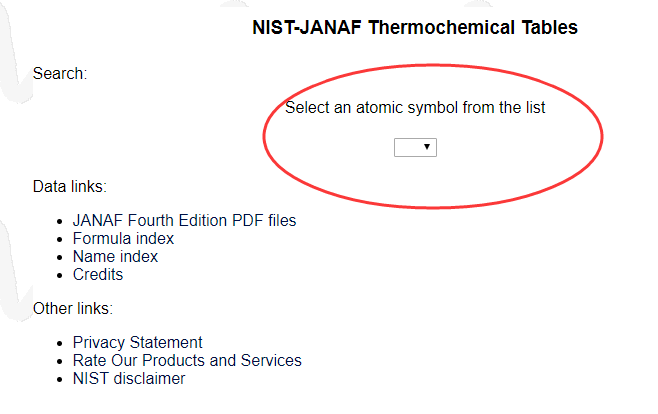 NIST-JANAF Thermochemical Tables
Search:
Select an atomic symbol from the list
Data links:
JANAF Fourth Edition PDF files
Formula index
Name index
Credits
Other links:
Privacy Statement
Rate Our Products and Services
NIST disclaimer